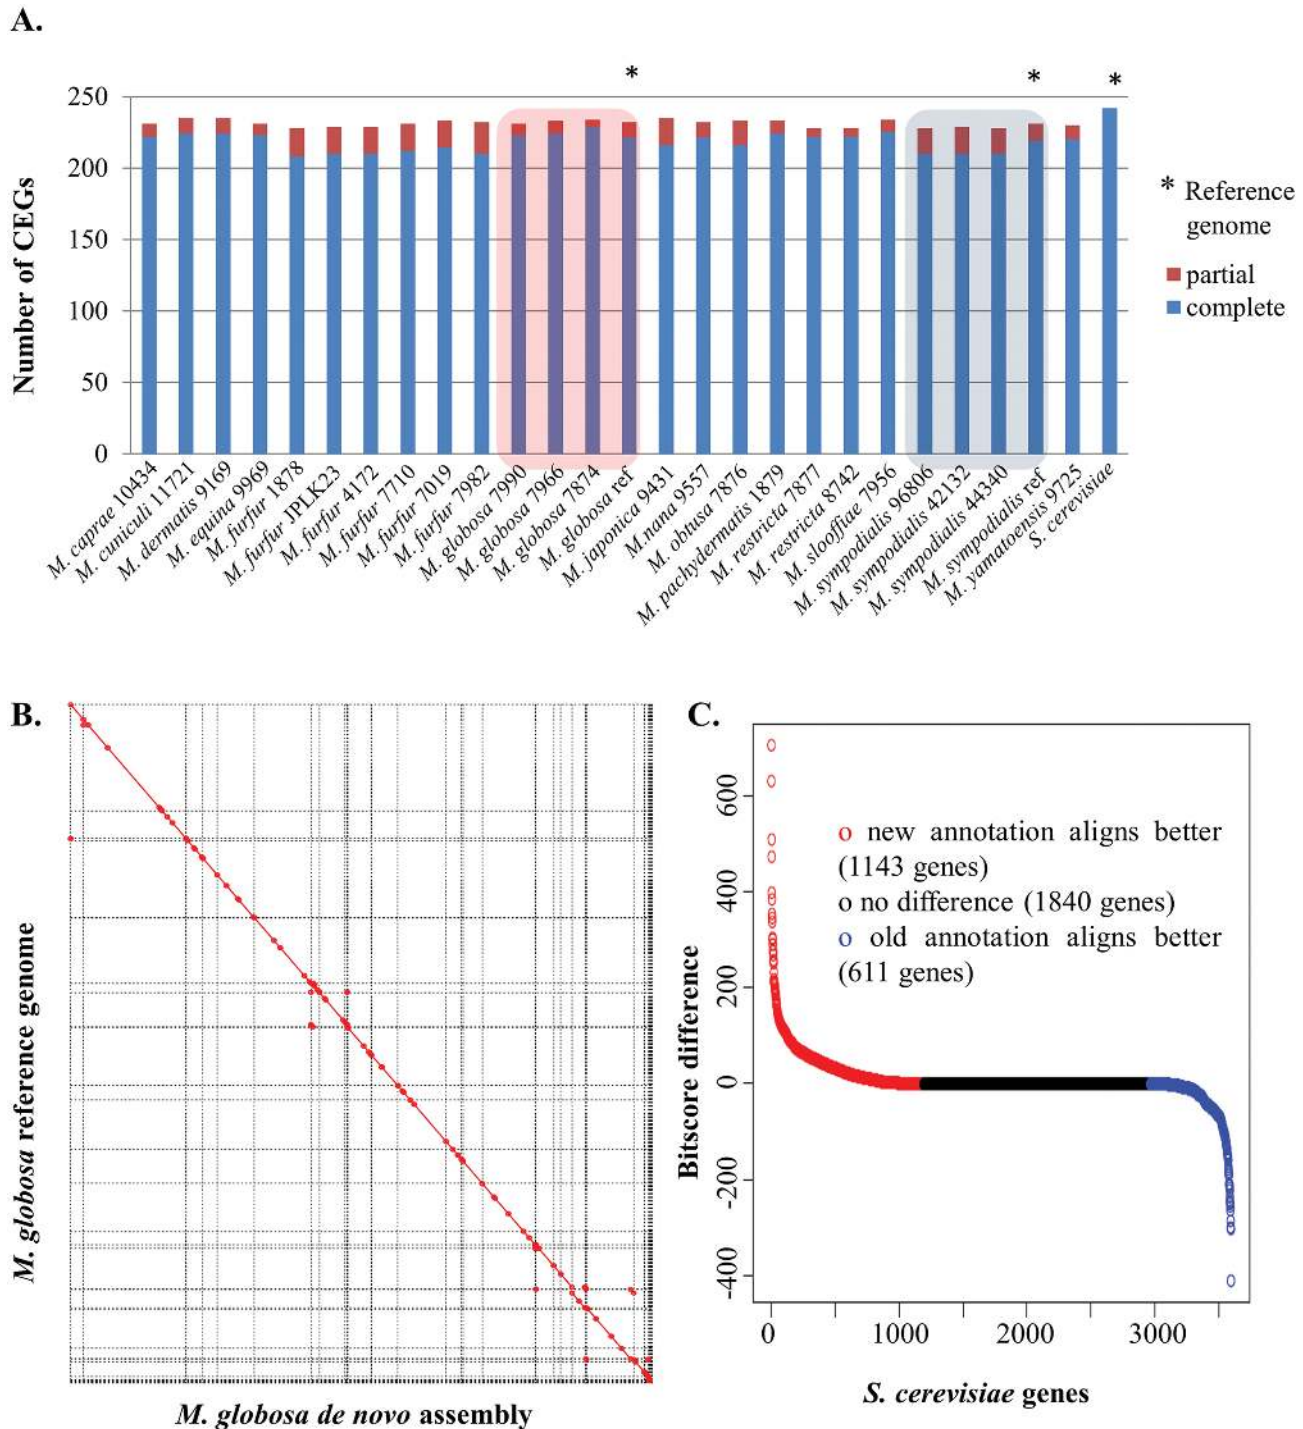 A.
*
*
*
250
200
150
100
50
0
Number of CEGs
* Reference
genome
partial
complete
M. caprae 10434
M. cuniculi 11721
M. dermatis 9169
M. equina 9969
M. furfur 1878
M. furfur JPLK23
M. furfur 4172
M. furfur 7710
M. furfur 7019
M. furfur 7982
M. globosa 7990
M. globosa 7966
M. globosa 7874
M. globosa ref
M. japonica 9431
M. nana 9557
M. obtusa 7876
M. pachydermatis 1879
M. restricta 7877
M. restricta 8742
M. slooffiae 7956
M. sympodialis 96806
M. sympodialis 42132
M. sympodialis 44340
M. sympodialis ref
M. yamatoensis 9725
S. cerevisiae
B.
M. globosa reference genome
M. globosa de novo assembly
C.
Bitscore difference
600
400
200
0
-200
-400
o new annotation aligns better
(1143 genes)
o no difference (1840 genes)
o old annotation aligns better
(611 genes)
0
1000
2000
3000
S. cerevisiae genes